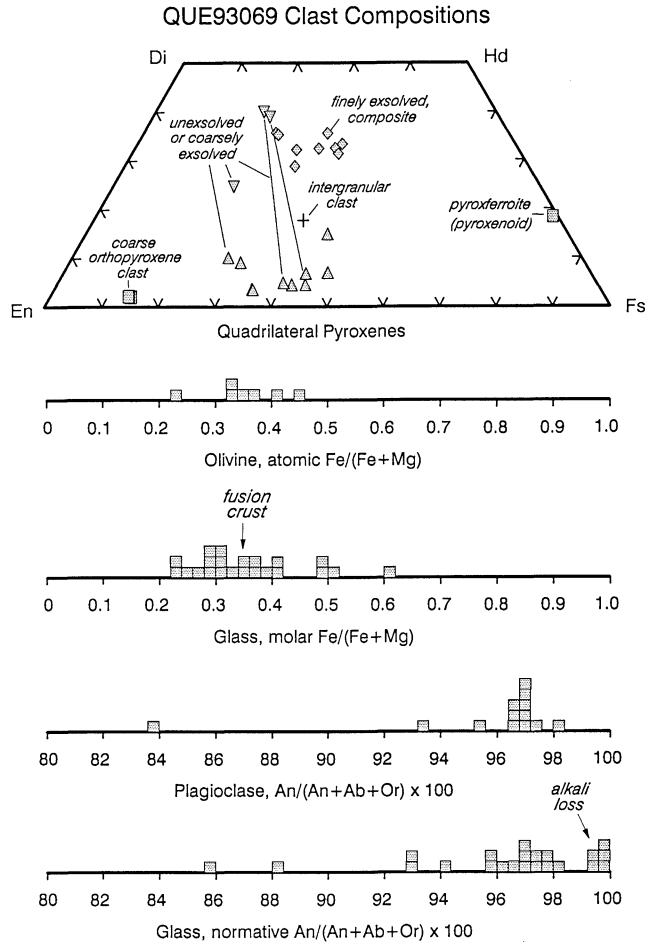 QUE93069 Clast Compositions
Di
Hd
finely exsolved,
composite
unexsolved
or coarsely
exsolved
intergranular
clast
pyroxferroite
(pyroxenoid)
coarse
orthopyroxene
clast
En
Fs
Quadrilateral Pyroxenes
0 0.1 0.2 0.3 0.4 0.5 0.6 0.7 0.8 0.9 1.0
Olivine, atomic Fe/(Fe+Mg)
fusion
crust
0 0.1 0.2 0.3 0.4 0.5 0.6 0.7 0.8 0.9 1.0
Glass, molar Fe/(Fe+Mg)
80 82 84 86 88 90 92 94 96 98 100
Plagioclase, An/(An+Ab+Or) x 100
alkali
loss
80 82 84 86 88 90 92 94 96 98 100
Glass, normative An/(An+Ab+Or) x 100